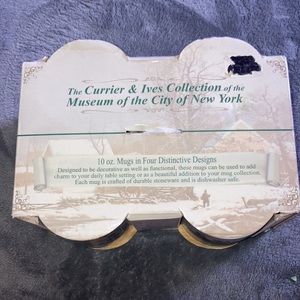 The Currier & Ives Collection of the
Museum of the City of New York
10 oz. Mugs in Four Distinctive Designs
Designed to be decorative as well as functional, these mugs can be used to add
charm to your daily table setting or as a beautiful addition to your mug collection.
Each mug is crafted of durable stoneware and is dishwasher safe.